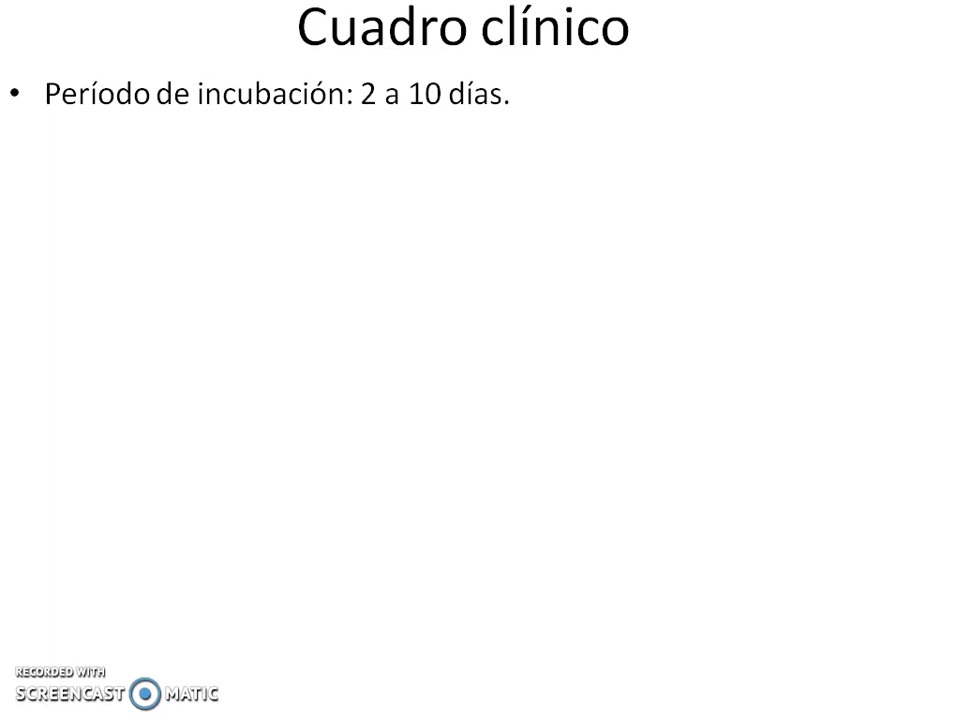 Cuadro clínico
• Período de incubación: 2 a 10 días.
RECORDED WITH
SCREENCAST MATIC